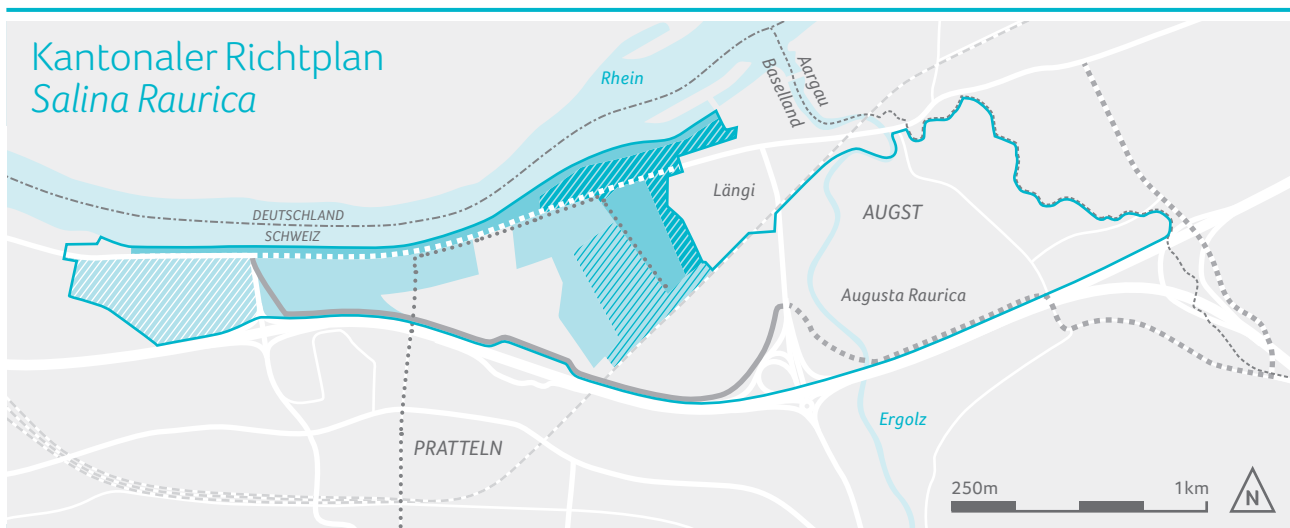 Kantonaler Richtplan
Salina Raurica
Rhein
Aargau
Baselland
DEUTSCHLAND
SCHWEIZ
Längi
AUGST
Augusta Raurica
Ergolz
PRATTELN
250m 1km
N